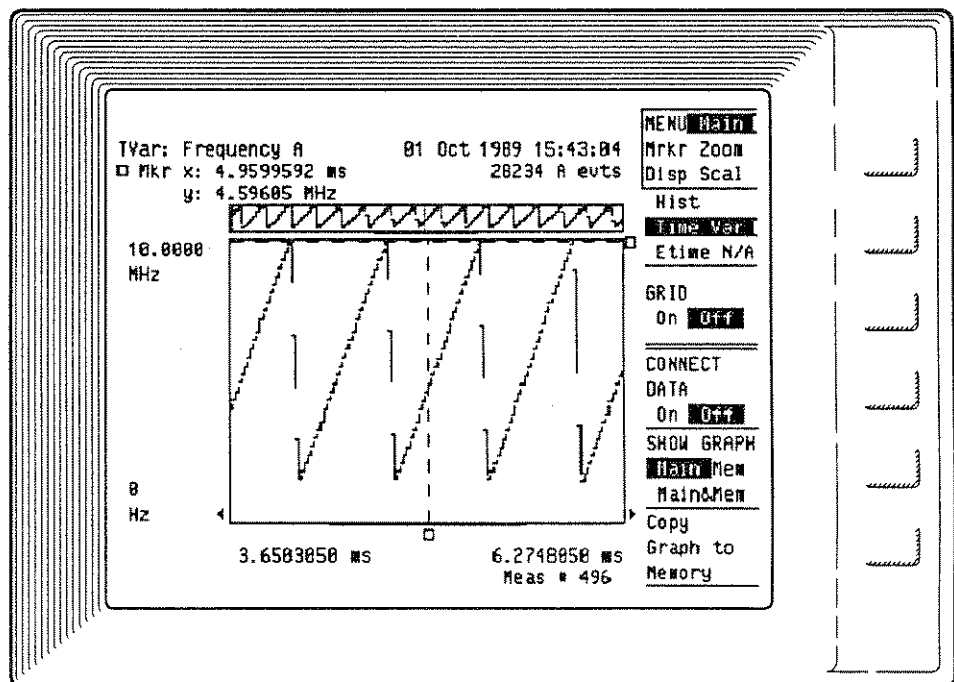 TVar: Frequency A 01 Oct 1989 15:43:04
Mkr x: 4.9599592 ms 28234 A evts
y: 4.59605 MHz
10.0000
MHz
0
Hz
3.6503050 ms 6.2748050 ms
Meas # 496
MENU Main
Mrkr Zoom
Disp Scal
Hist
Time Var
Etime N/A
GRID
On Off
CONNECT
DATA
On Off
SHOW GRAPH
Main Mem
Main&Mem
Copy
Graph to
Memory